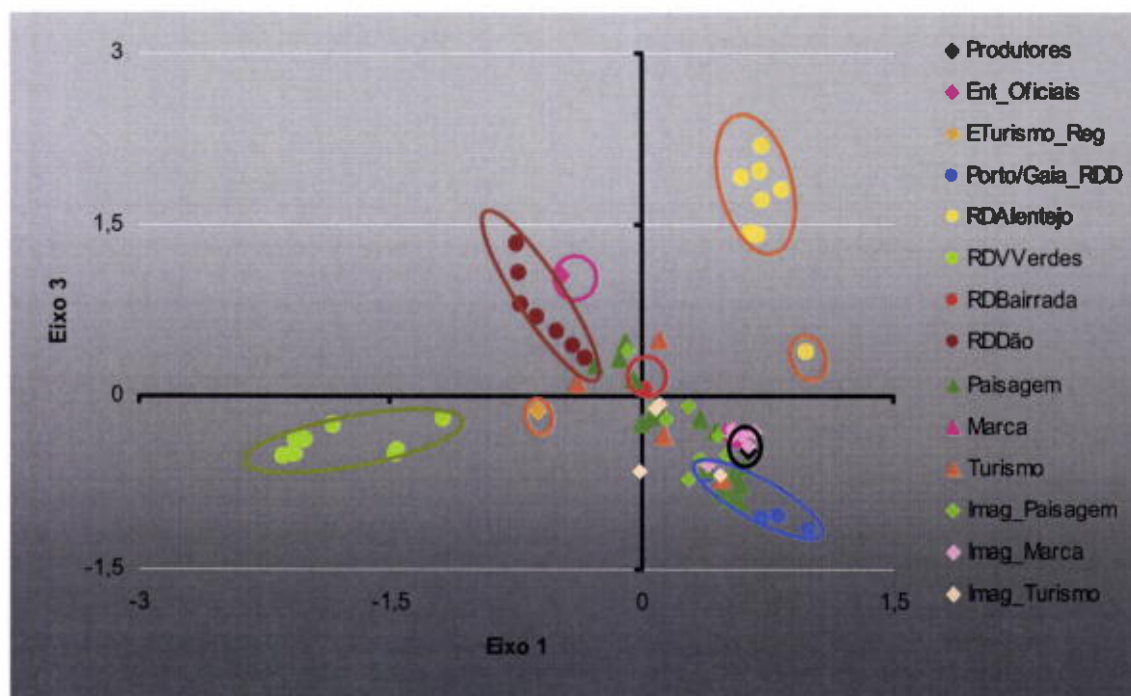 3
1,5
0
-1,5
-3
-1,5
0
1,5
Eixo 3
Eixo 1
Produtores
Ent_Oficiais
ETurismo_Reg
Porto/Gaia_RDD
RDAlentejo
RDVVerdes
RDBairrada
RDDão
Paisagem
Marca
Turismo
Imag_Paisagem
Imag_Marca
Imag_Turismo